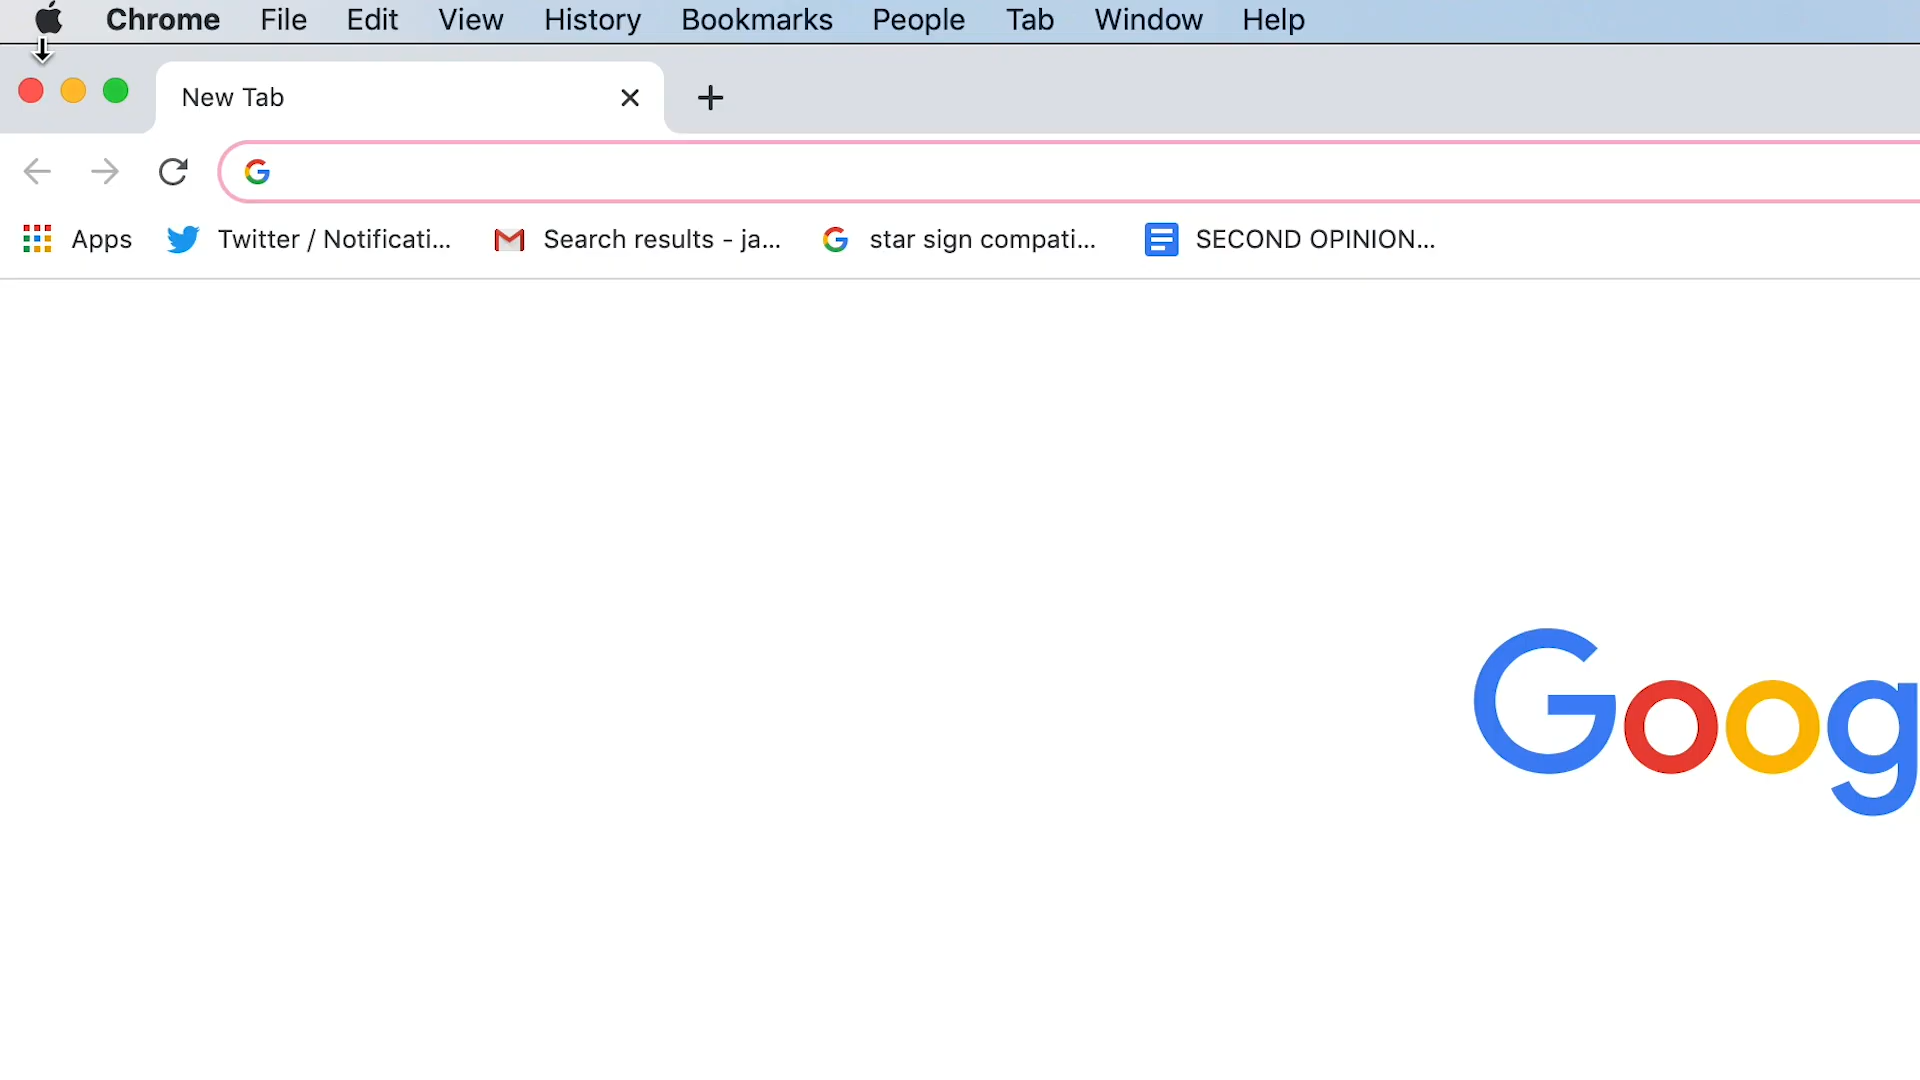 Chrome File Edit View History Bookmarks People Tab Window Help
New Tab
Apps Twitter / Notificati... Search results - ja... star sign compati... SECOND OPINION...
Goog